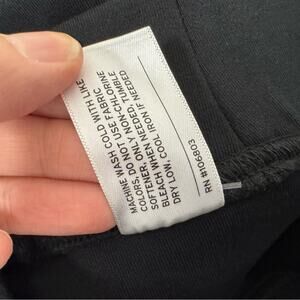 MACHINE WASH COLD WITH LIKE
COLORS, DO NOT USE FABRIC
SOFTENER, ONLY NON-CHLORINE
BLEACH WHEN NEEDED, TUMBLE
DRY LOW, COOL IRON IF NEEDED
RN #106803